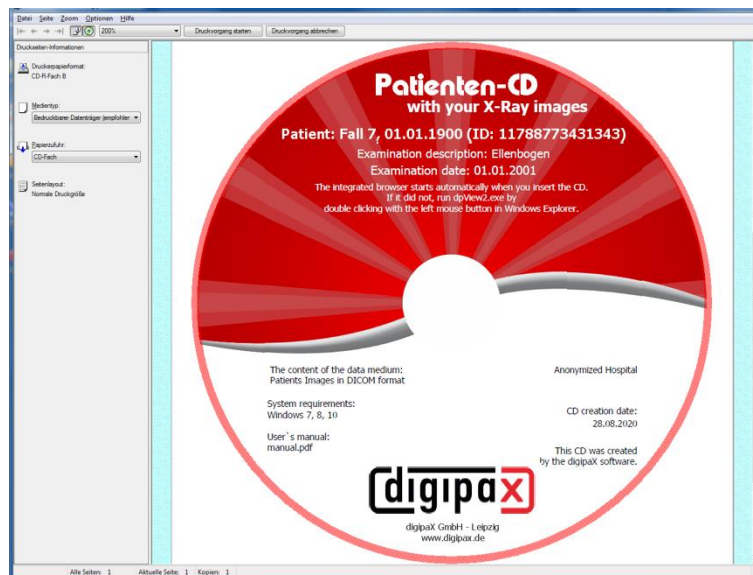 Datei Seite Zoom Optionen Hilfe
200% Druckvorgang starten Druckvorgang abbrechen
Druckseiten-Informationen
Druckerpapierformat:
CD-R-Fach B
Medientyp:
Bedruckbarer Datenträger (empfohlen
Papierzufuhr:
CD-Fach
Seitenlayout:
Normale Druckgröße
Patienten-CD
with your X-Ray images
Patient: Fall 7, 01.01.1900 (ID: 11788773431343)
Examination description: Ellenbogen
Examination date: 01.01.2001
The integrated browser starts automatically when you insert the CD.
If it did not, run dpView2.exe by
double clicking with the left mouse button in Windows Explorer.
The content of the data medium:
Patients Images in DICOM format
System requirements:
Windows 7, 8, 10
User`s manual:
manual.pdf
Anonymized Hospital
CD creation date:
28.08.2020
This CD was created
by the digipaX software.
digipax
digipaX GmbH - Leipzig
www.digipax.de
Alle Seiten: 1 Aktuelle Seite: 1 Kopien: 1